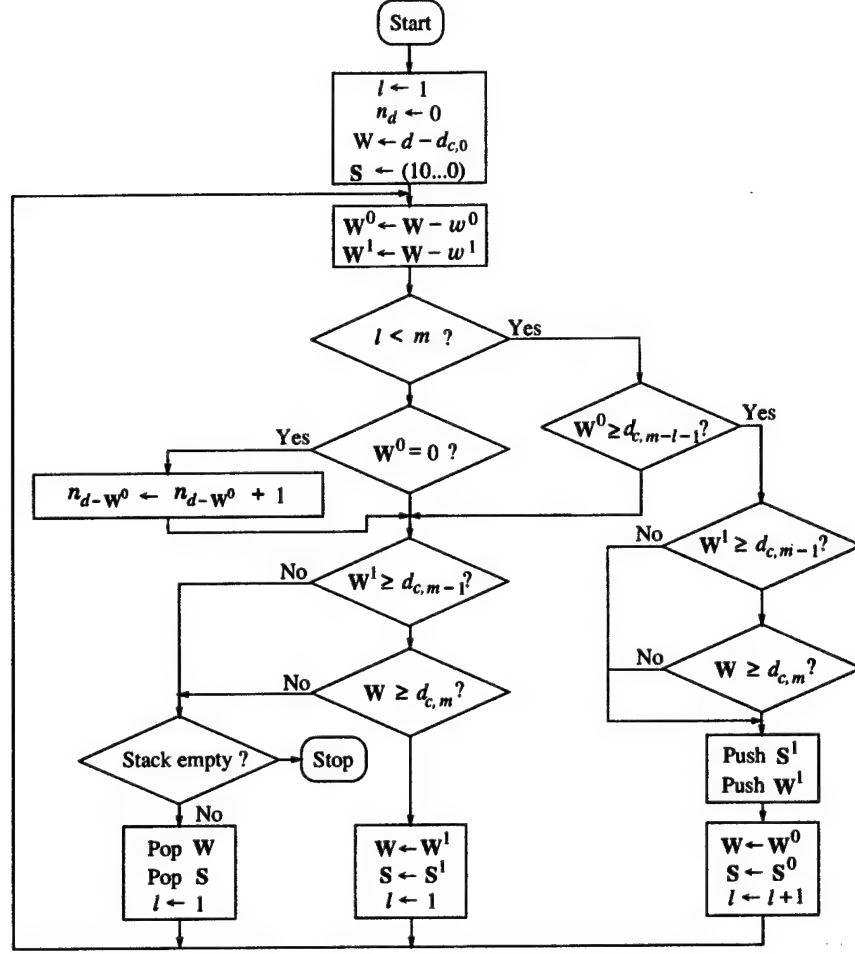 Start
l ← 1
n_d ← 0
W ← d − d_{c,0}
S ← (10...0)
W^0 ← W − w^0
W^1 ← W − w^1
l < m ?
Yes
W^0 ≥ d_{c,m−l−1}?
Yes
Yes
W^0 = 0 ?
n_{d−W^0} ← n_{d−W^0} + 1
No
W^1 ≥ d_{c,m−1}?
No
W^1 ≥ d_{c,m−1}?
No
W ≥ d_{c,m}?
No
W ≥ d_{c,m}?
Stack empty ?
Stop
No
Push S^1
Push W^1
Pop W
Pop S
l ← 1
W ← W^1
S ← S^1
l ← 1
W ← W^0
S ← S^0
l ← l+1